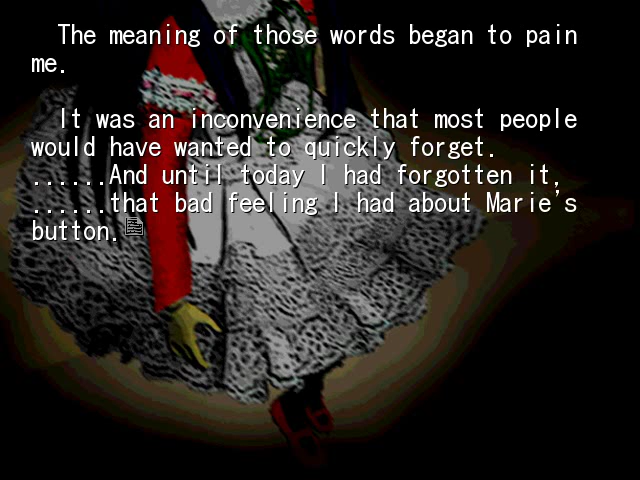 The meaning of those words began to pain
me.
It was an inconvenience that most people
would have wanted to quickly forget.
......And until today I had forgotten it,
......that bad feeling I had about Marie's
button.